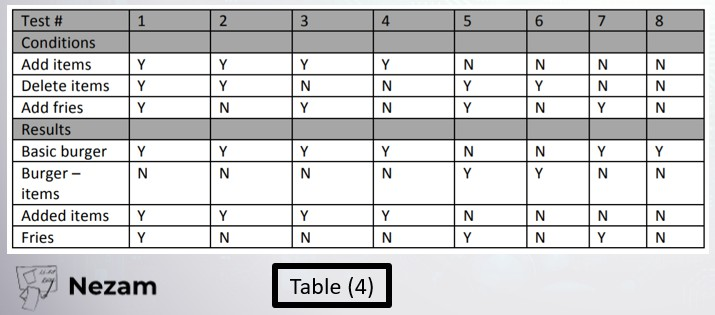 Test # 1 2 3 4 5 6 7 8
Conditions
Add items Y Y Y Y N N N N
Delete items Y Y N N Y Y N N
Add fries Y N Y N Y N Y N
Results
Basic burger Y Y Y Y N N Y Y
Burger – N N N N Y Y N N
items
Added items Y Y Y Y N N N N
Fries Y N N N Y N Y N
Nezam
Table (4)